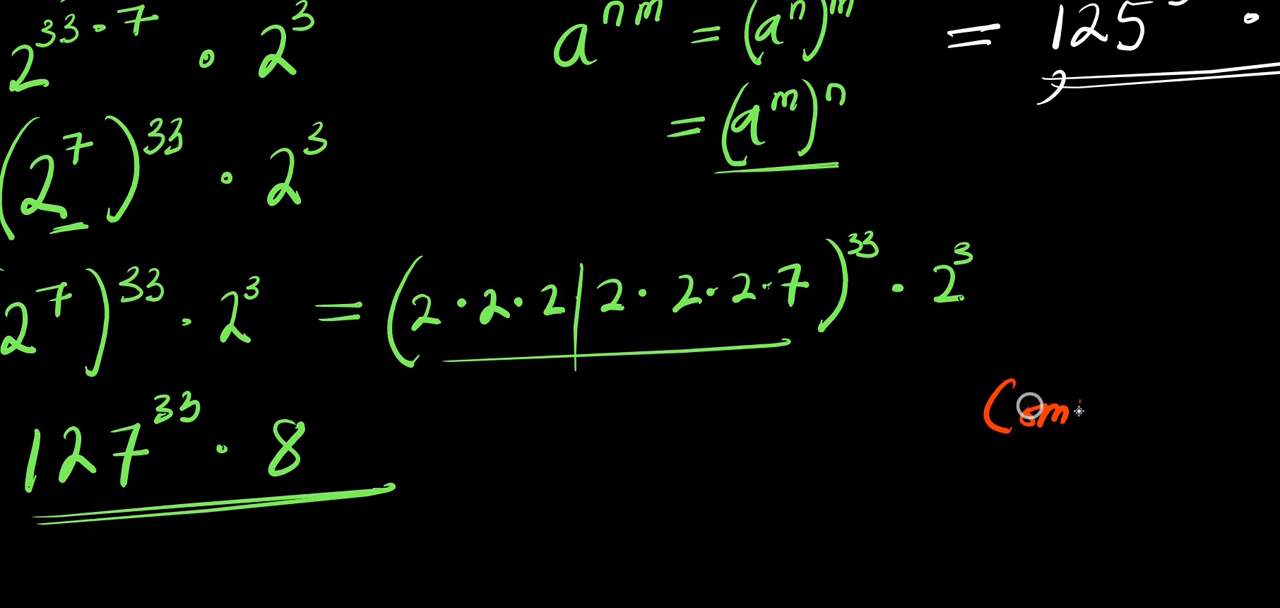 2^{33·7} · 2^3
a^{nm} = (a^n)^m
= 125
= (a^m)^n
(2^7)^{33} · 2^3
2^7)^{33} · 2^3 = (2·2·2|2·2·2·7)^{33} · 2^3
127^{33} · 8
Com